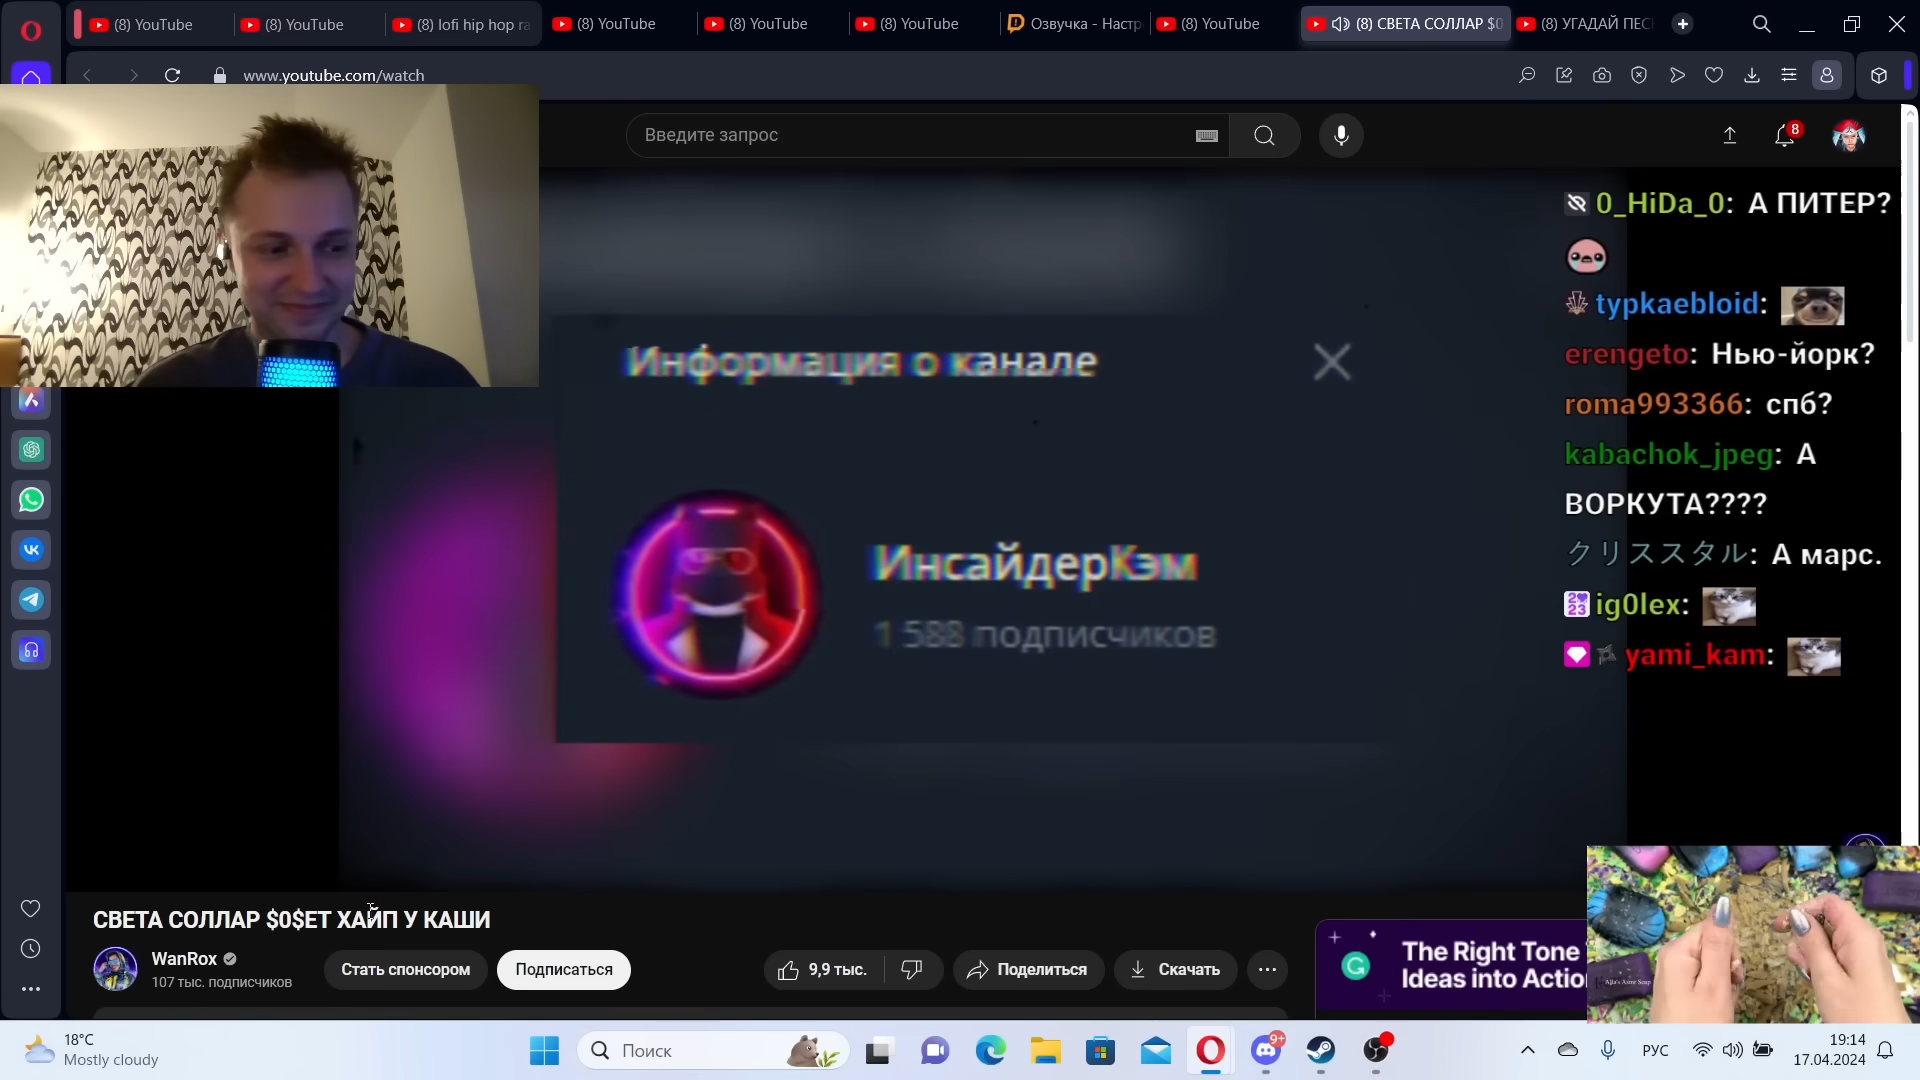 (8) YouTube
(8) YouTube
(8) lofi hip hop ra
(8) YouTube
(8) YouTube
(8) YouTube
Озвучка - Настр
(8) YouTube
(8) СВЕТА СОЛЛАР $0
(8) УГАДАЙ ПЕС
www.youtube.com/watch
Введите запрос
8
Информация о канале
ИнсайдерКэм
1 588 подписчиков
0_HiDa_0: А ПИТЕР?
typkaebloid:
erengeto: Нью-йорк?
roma993366: спб?
kabachok_jpeg: А
ВОРКУТА????
クリススタル: А марс.
ig0lex:
yami_kam:
СВЕТА СОЛЛАР $0$ЕТ ХАЙП У КАШИ
WanRox
107 тыс. подписчиков
Стать спонсором
Подписаться
9,9 тыс.
Поделиться
Скачать
The Right Tone
Ideas into Actio
18°C
Mostly cloudy
Поиск
9+
РУС
19:14
17.04.2024